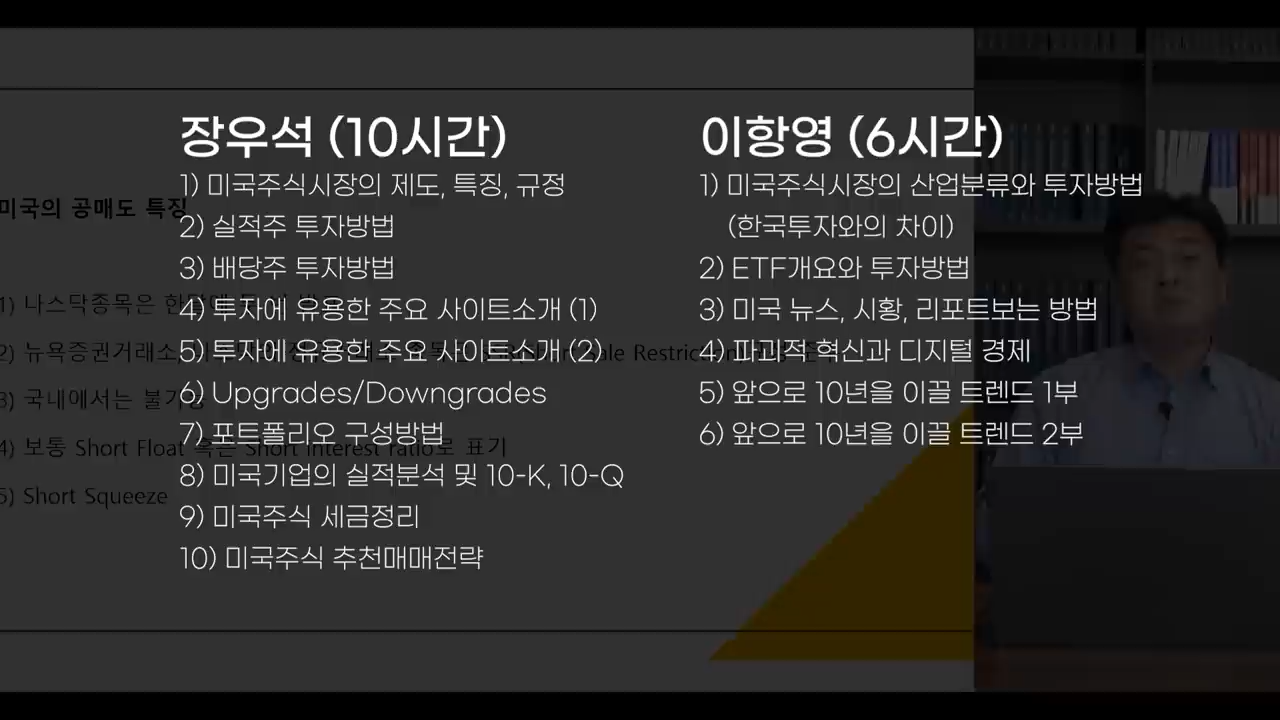 장우석 (10시간)
1) 미국주식시장의 제도, 특징, 규정
2) 실적주 투자방법
3) 배당주 투자방법
4) 투자에 유용한 주요 사이트소개 (1)
5) 투자에 유용한 주요 사이트소개 (2)
6) Upgrades/Downgrades
7) 포트폴리오 구성방법
8) 미국기업의 실적분석 및 10-K, 10-Q
9) 미국주식 세금정리
10) 미국주식 추천매매전략
이항영 (6시간)
1) 미국주식시장의 산업분류와 투자방법
(한국투자와의 차이)
2) ETF개요와 투자방법
3) 미국 뉴스, 시황, 리포트보는 방법
4) 파괴적 혁신과 디지털 경제
5) 앞으로 10년을 이끌 트렌드 1부
6) 앞으로 10년을 이끌 트렌드 2부
미국의 공매도 특징
1) 나스닥종목은
2) 뉴욕증권거래소,
3) 국내에서는
4) 보통 Short Float 혹은 Short interest ratio로 표기
5) Short Squeeze